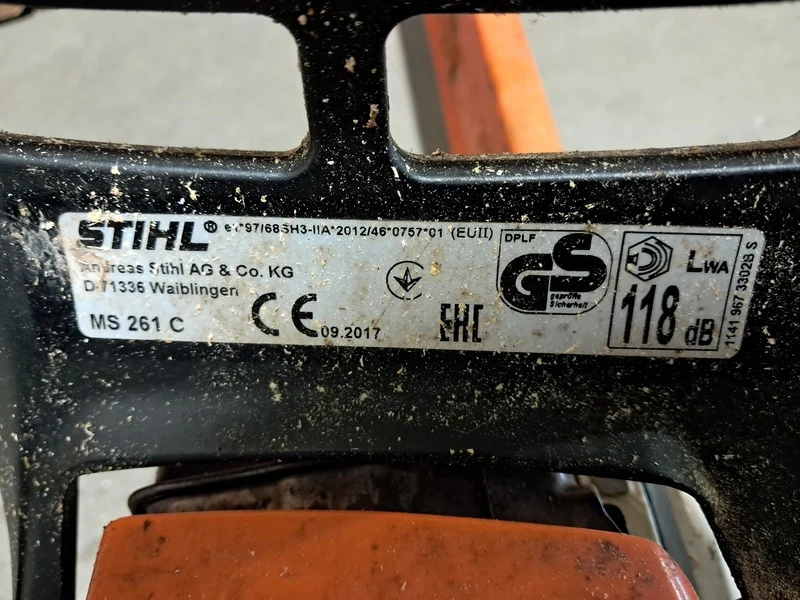 STIHL® e1*97/68SH3-IIA*2012/46*0757*01 (EUII)
Andreas Stihl AG & Co. KG
D-71336 Waiblingen
MS 261 C
CE 09.2017
EAC
DPLF
GS
geprüfte
Sicherheit
LWA
118 dB
1141 967 3302B S